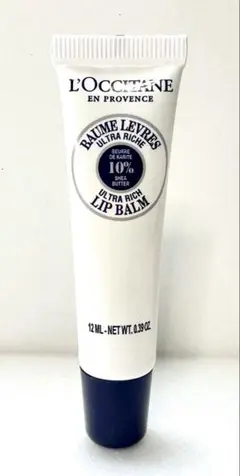 L'OCCITANE
EN PROVENCE
BAUME LEVRES
ULTRA RICHE
BEURRE
DE KARITE
10%
SHEA
BUTTER
ULTRA RICH
LIP BALM
12 ML - NET WT. 0.39 OZ.